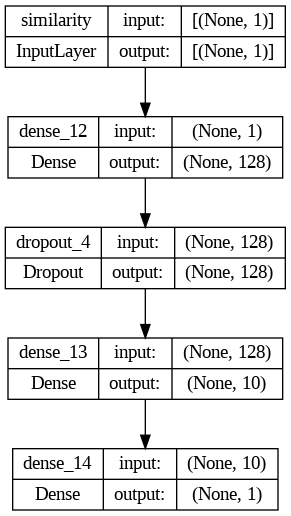 similarity input: [(None, 1)]
InputLayer output: [(None, 1)]
dense_12 input: (None, 1)
Dense output: (None, 128)
dropout_4 input: (None, 128)
Dropout output: (None, 128)
dense_13 input: (None, 128)
Dense output: (None, 10)
dense_14 input: (None, 10)
Dense output: (None, 1)